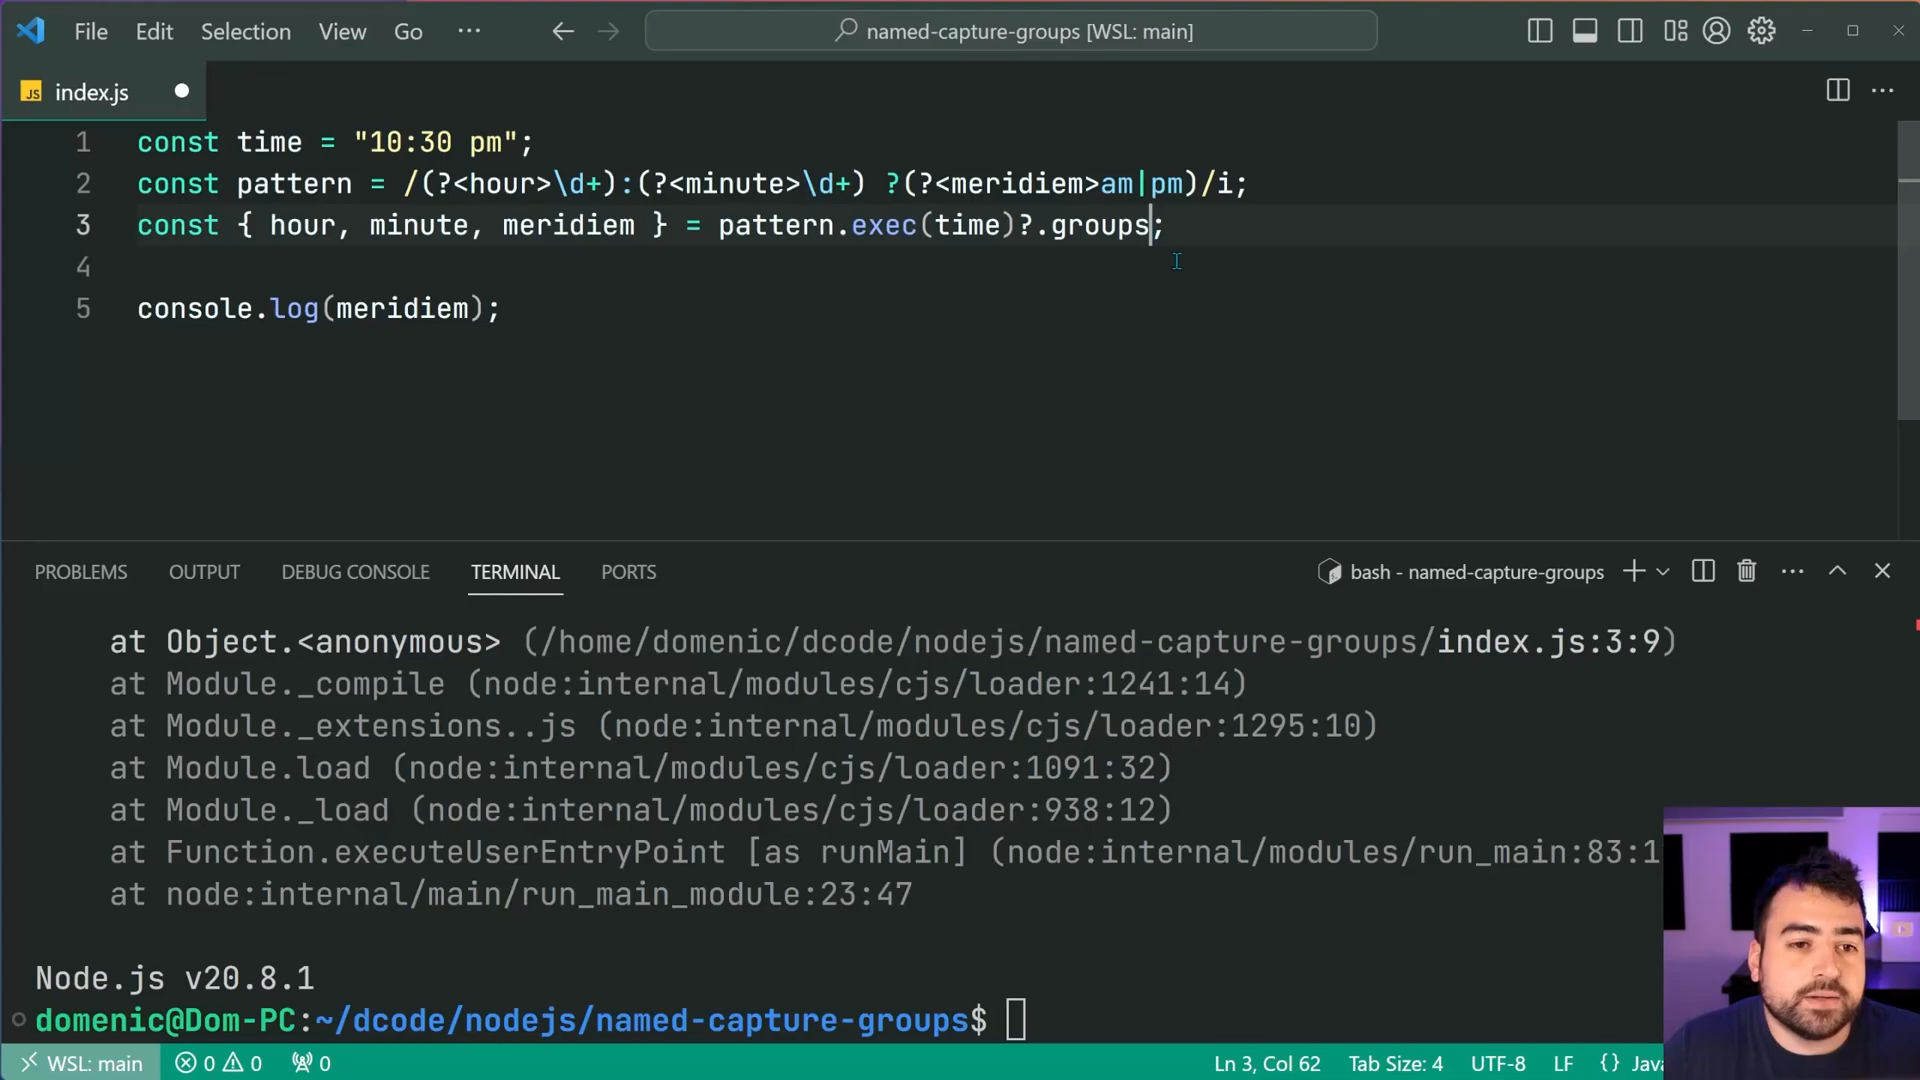 File Edit Selection View Go ··· named-capture-groups [WSL: main]
JS index.js
1 const time = "10:30 pm";
2 const pattern = /(?<hour>\d+):(?<minute>\d+) ?(?<meridiem>am|pm)/i;
3 const { hour, minute, meridiem } = pattern.exec(time)?.groups;
4
5 console.log(meridiem);
PROBLEMS OUTPUT DEBUG CONSOLE TERMINAL PORTS bash - named-capture-groups
at Object.<anonymous> (/home/domenic/dcode/nodejs/named-capture-groups/index.js:3:9)
at Module._compile (node:internal/modules/cjs/loader:1241:14)
at Module._extensions..js (node:internal/modules/cjs/loader:1295:10)
at Module.load (node:internal/modules/cjs/loader:1091:32)
at Module._load (node:internal/modules/cjs/loader:938:12)
at Function.executeUserEntryPoint [as runMain] (node:internal/modules/run_main:83:1
at node:internal/main/run_main_module:23:47
Node.js v20.8.1
domenic@Dom-PC:~/dcode/nodejs/named-capture-groups$
WSL: main 0 0 0 Ln 3, Col 62 Tab Size: 4 UTF-8 LF {} Java